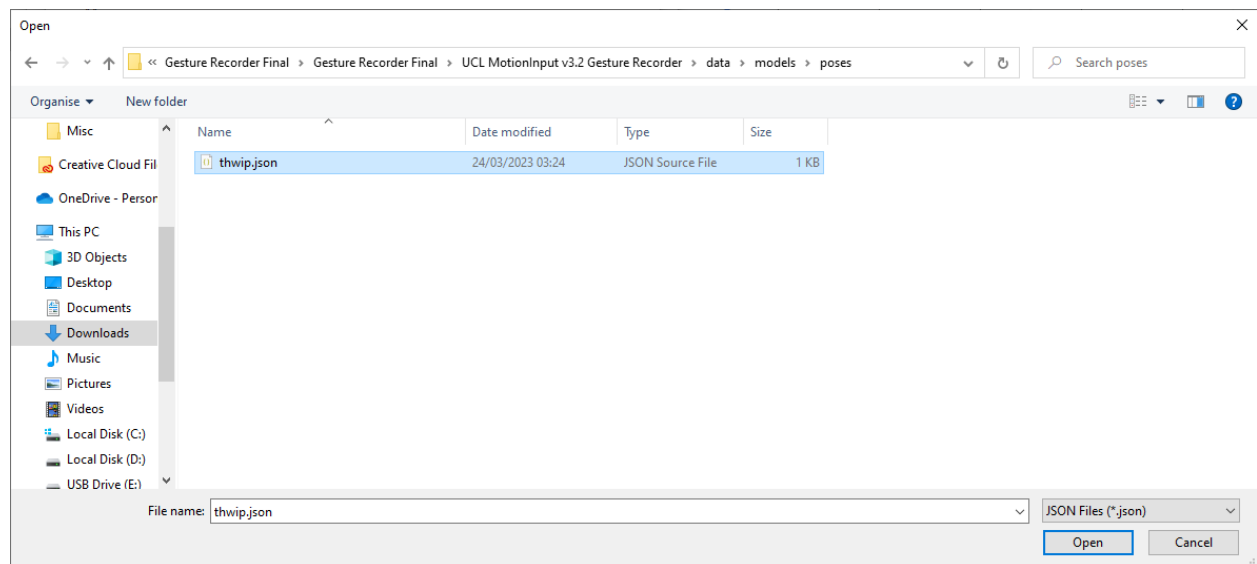 Open
« Gesture Recorder Final › Gesture Recorder Final › UCL MotionInput v3.2 Gesture Recorder › data › models › poses
Search poses
Organise New folder
Misc
Creative Cloud Fil
OneDrive - Person
This PC
3D Objects
Desktop
Documents
Downloads
Music
Pictures
Videos
Local Disk (C:)
Local Disk (D:)
USB Drive (E:)
Name Date modified Type Size
thwip.json 24/03/2023 03:24 JSON Source File 1 KB
File name: thwip.json JSON Files (*.json)
Open Cancel